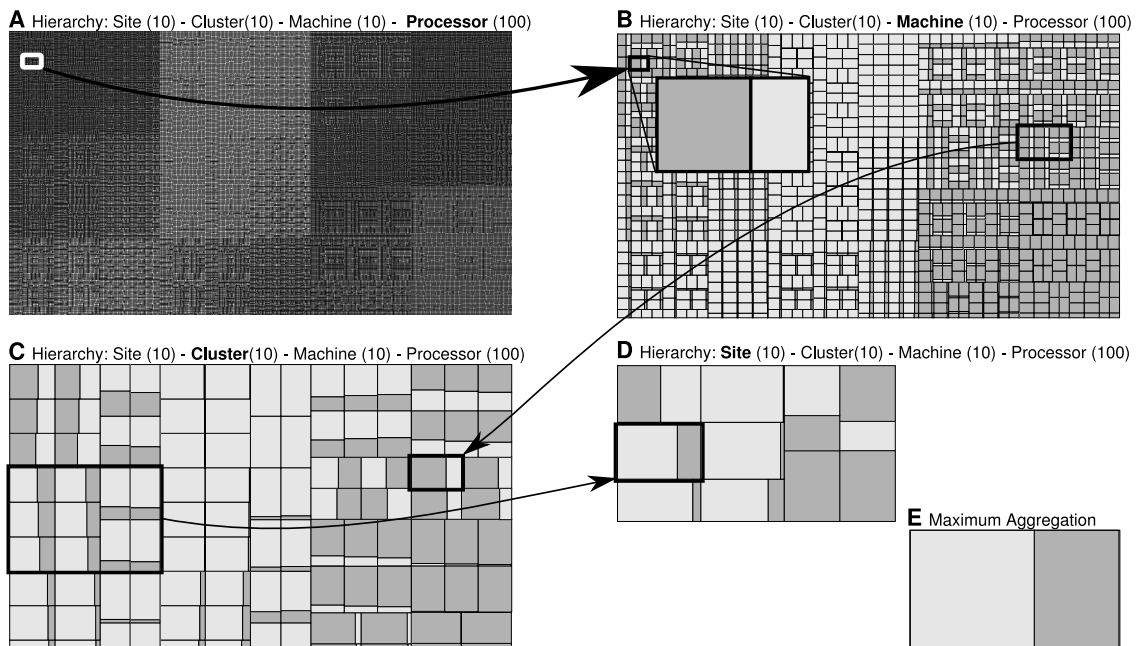 A Hierarchy: Site (10) - Cluster(10) - Machine (10) - Processor (100)
B Hierarchy: Site (10) - Cluster(10) - Machine (10) - Processor (100)
C Hierarchy: Site (10) - Cluster(10) - Machine (10) - Processor (100)
D Hierarchy: Site (10) - Cluster(10) - Machine (10) - Processor (100)
E Maximum Aggregation